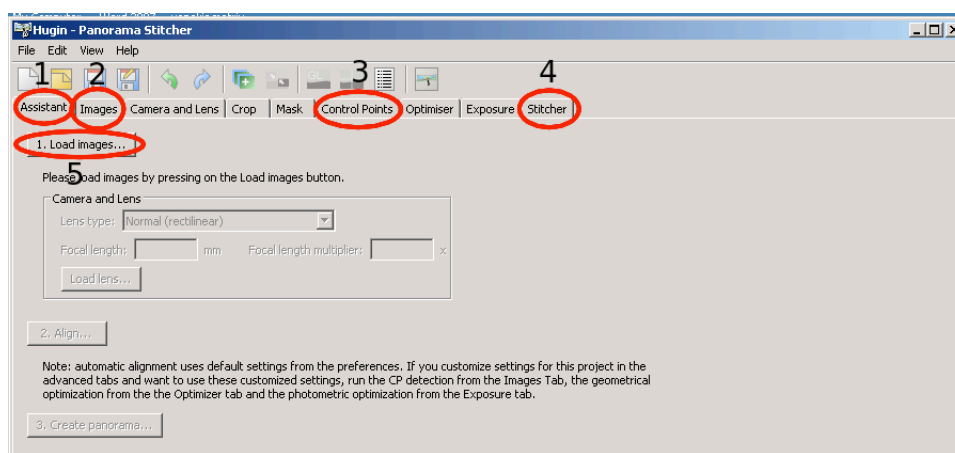 Hugin - Panorama Stitcher
File Edit View Help
1 2 3 4
Assistant Images Camera and Lens Crop Mask Control Points Optimiser Exposure Stitcher
1. Load images...
5
Please load images by pressing on the Load images button.
Camera and Lens
Lens type: Normal (rectilinear)
Focal length: mm Focal length multiplier: x
Load lens...
2. Align...
Note: automatic alignment uses default settings from the preferences. If you customize settings for this project in the
advanced tabs and want to use these customized settings, run the CP detection from the Images Tab, the geometrical
optimization from the the Optimizer tab and the photometric optimization from the Exposure tab.
3. Create panorama...